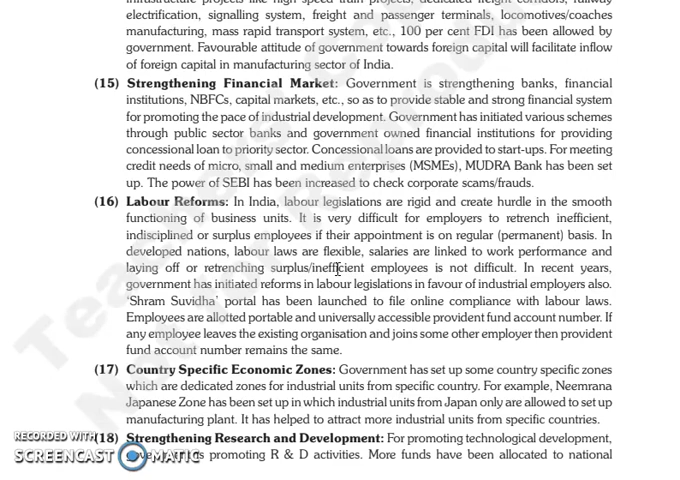 infrastructure projects like high speed train projects, dedicated freight corridors, railway
electrification, signalling system, freight and passenger terminals, locomotives/coaches
manufacturing, mass rapid transport system, etc., 100 per cent FDI has been allowed by
government. Favourable attitude of government towards foreign capital will facilitate inflow
of foreign capital in manufacturing sector of India.
(15) Strengthening Financial Market: Government is strengthening banks, financial
institutions, NBFCs, capital markets, etc., so as to provide stable and strong financial system
for promoting the pace of industrial development. Government has initiated various schemes
through public sector banks and government owned financial institutions for providing
concessional loan to priority sector. Concessional loans are provided to start-ups. For meeting
credit needs of micro, small and medium enterprises (MSMEs), MUDRA Bank has been set
up. The power of SEBI has been increased to check corporate scams/frauds.
(16) Labour Reforms: In India, labour legislations are rigid and create hurdle in the smooth
functioning of business units. It is very difficult for employers to retrench inefficient,
indisciplined or surplus employees if their appointment is on regular (permanent) basis. In
developed nations, labour laws are flexible, salaries are linked to work performance and
laying off or retrenching surplus/inefficient employees is not difficult. In recent years,
government has initiated reforms in labour legislations in favour of industrial employers also.
'Shram Suvidha' portal has been launched to file online compliance with labour laws.
Employees are allotted portable and universally accessible provident fund account number. If
any employee leaves the existing organisation and joins some other employer then provident
fund account number remains the same.
(17) Country Specific Economic Zones: Government has set up some country specific zones
which are dedicated zones for industrial units from specific country. For example, Neemrana
Japanese Zone has been set up in which industrial units from Japan only are allowed to set up
manufacturing plant. It has helped to attract more industrial units from specific countries.
(18) Strengthening Research and Development: For promoting technological development,
promoting R & D activities. More funds have been allocated to national
RECORDED WITH
SCREENCAST MATIC